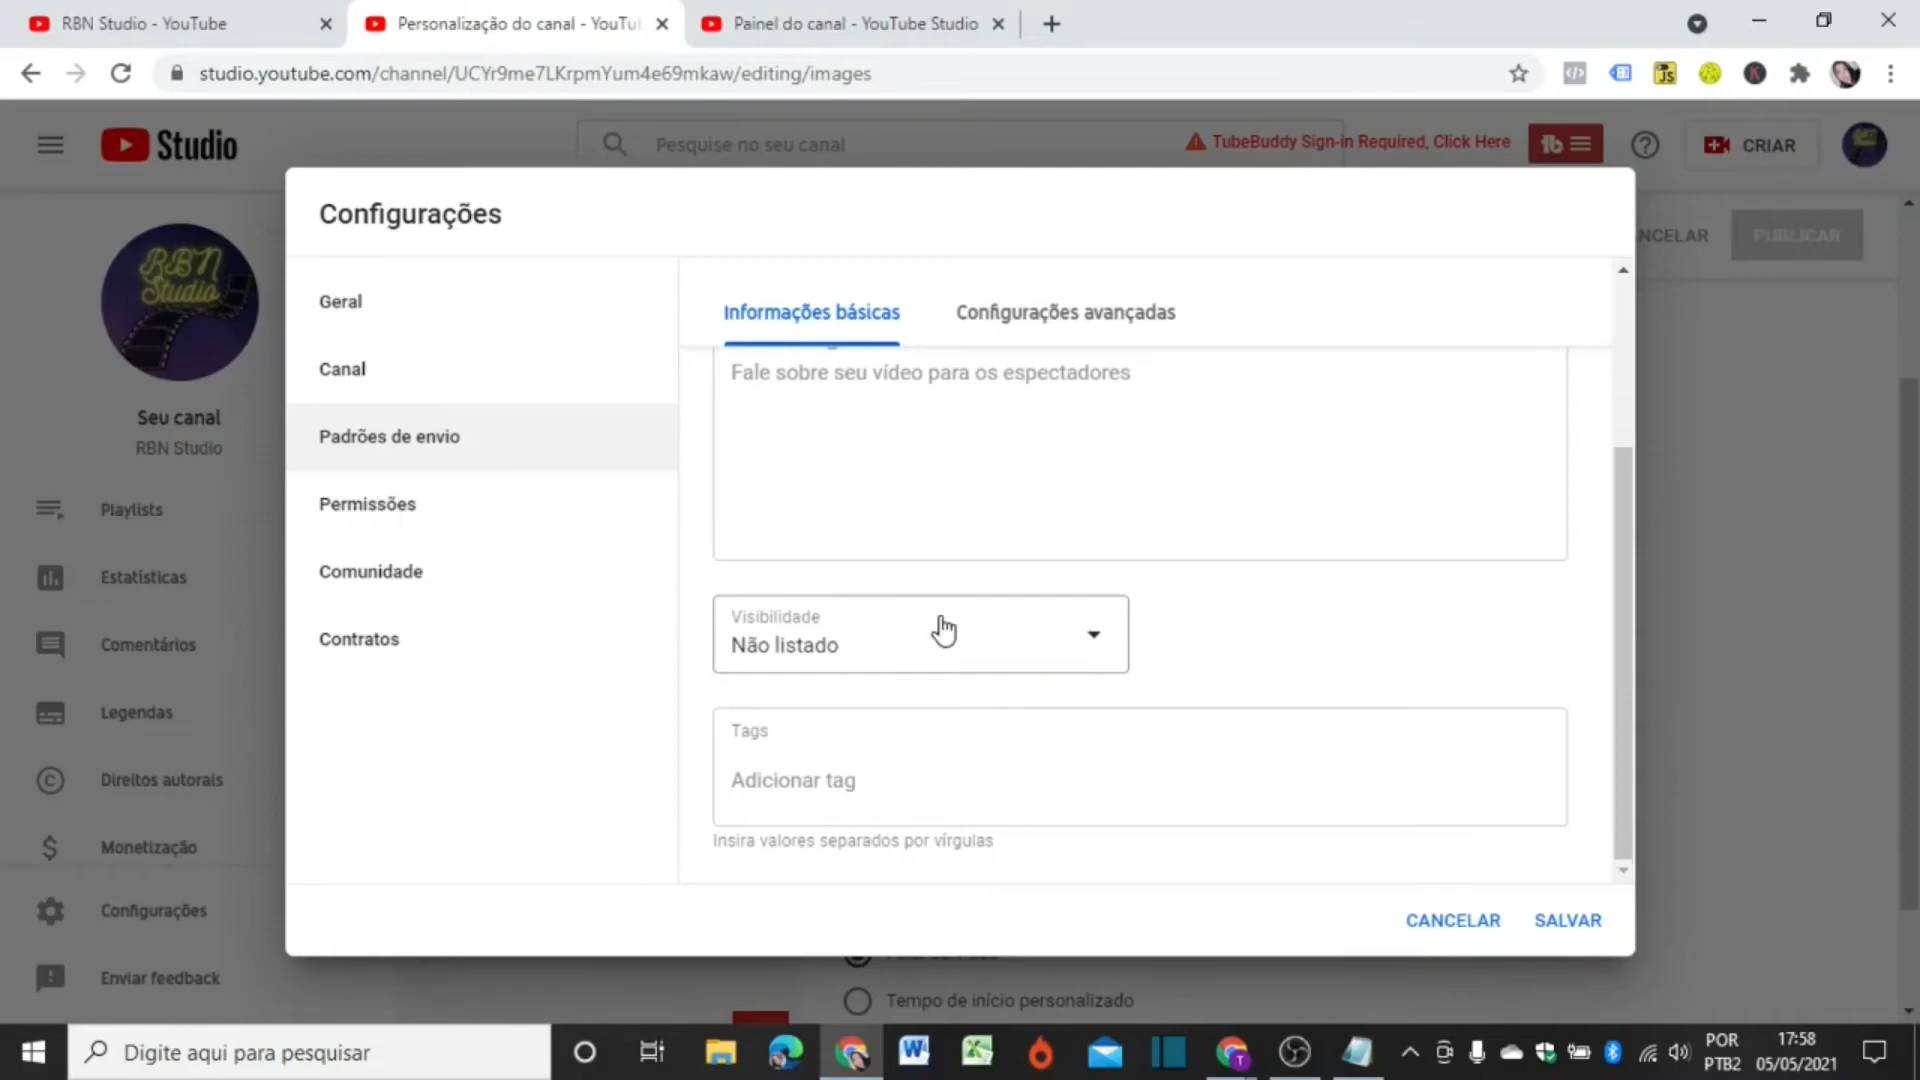 RBN Studio - YouTube
Personalização do canal - YouTu
Painel do canal - YouTube Studio
studio.youtube.com/channel/UCYr9me7LKrpmYum4e69mkaw/editing/images
Studio
Pesquise no seu canal
TubeBuddy Sign-in Required, Click Here
CRIAR
NCELAR
PUBLICAR
Configurações
RBN
Studio
Seu canal
RBN Studio
Playlists
Estatísticas
Comentários
Legendas
Direitos autorais
Monetização
Configurações
Enviar feedback
Geral
Canal
Padrões de envio
Permissões
Comunidade
Contratos
Informações básicas
Configurações avançadas
Fale sobre seu vídeo para os espectadores
Visibilidade
Não listado
Tags
Adicionar tag
Insira valores separados por vírgulas
CANCELAR
SALVAR
Tempo de início personalizado
Digite aqui para pesquisar
POR
PTB2
17:58
05/05/2021